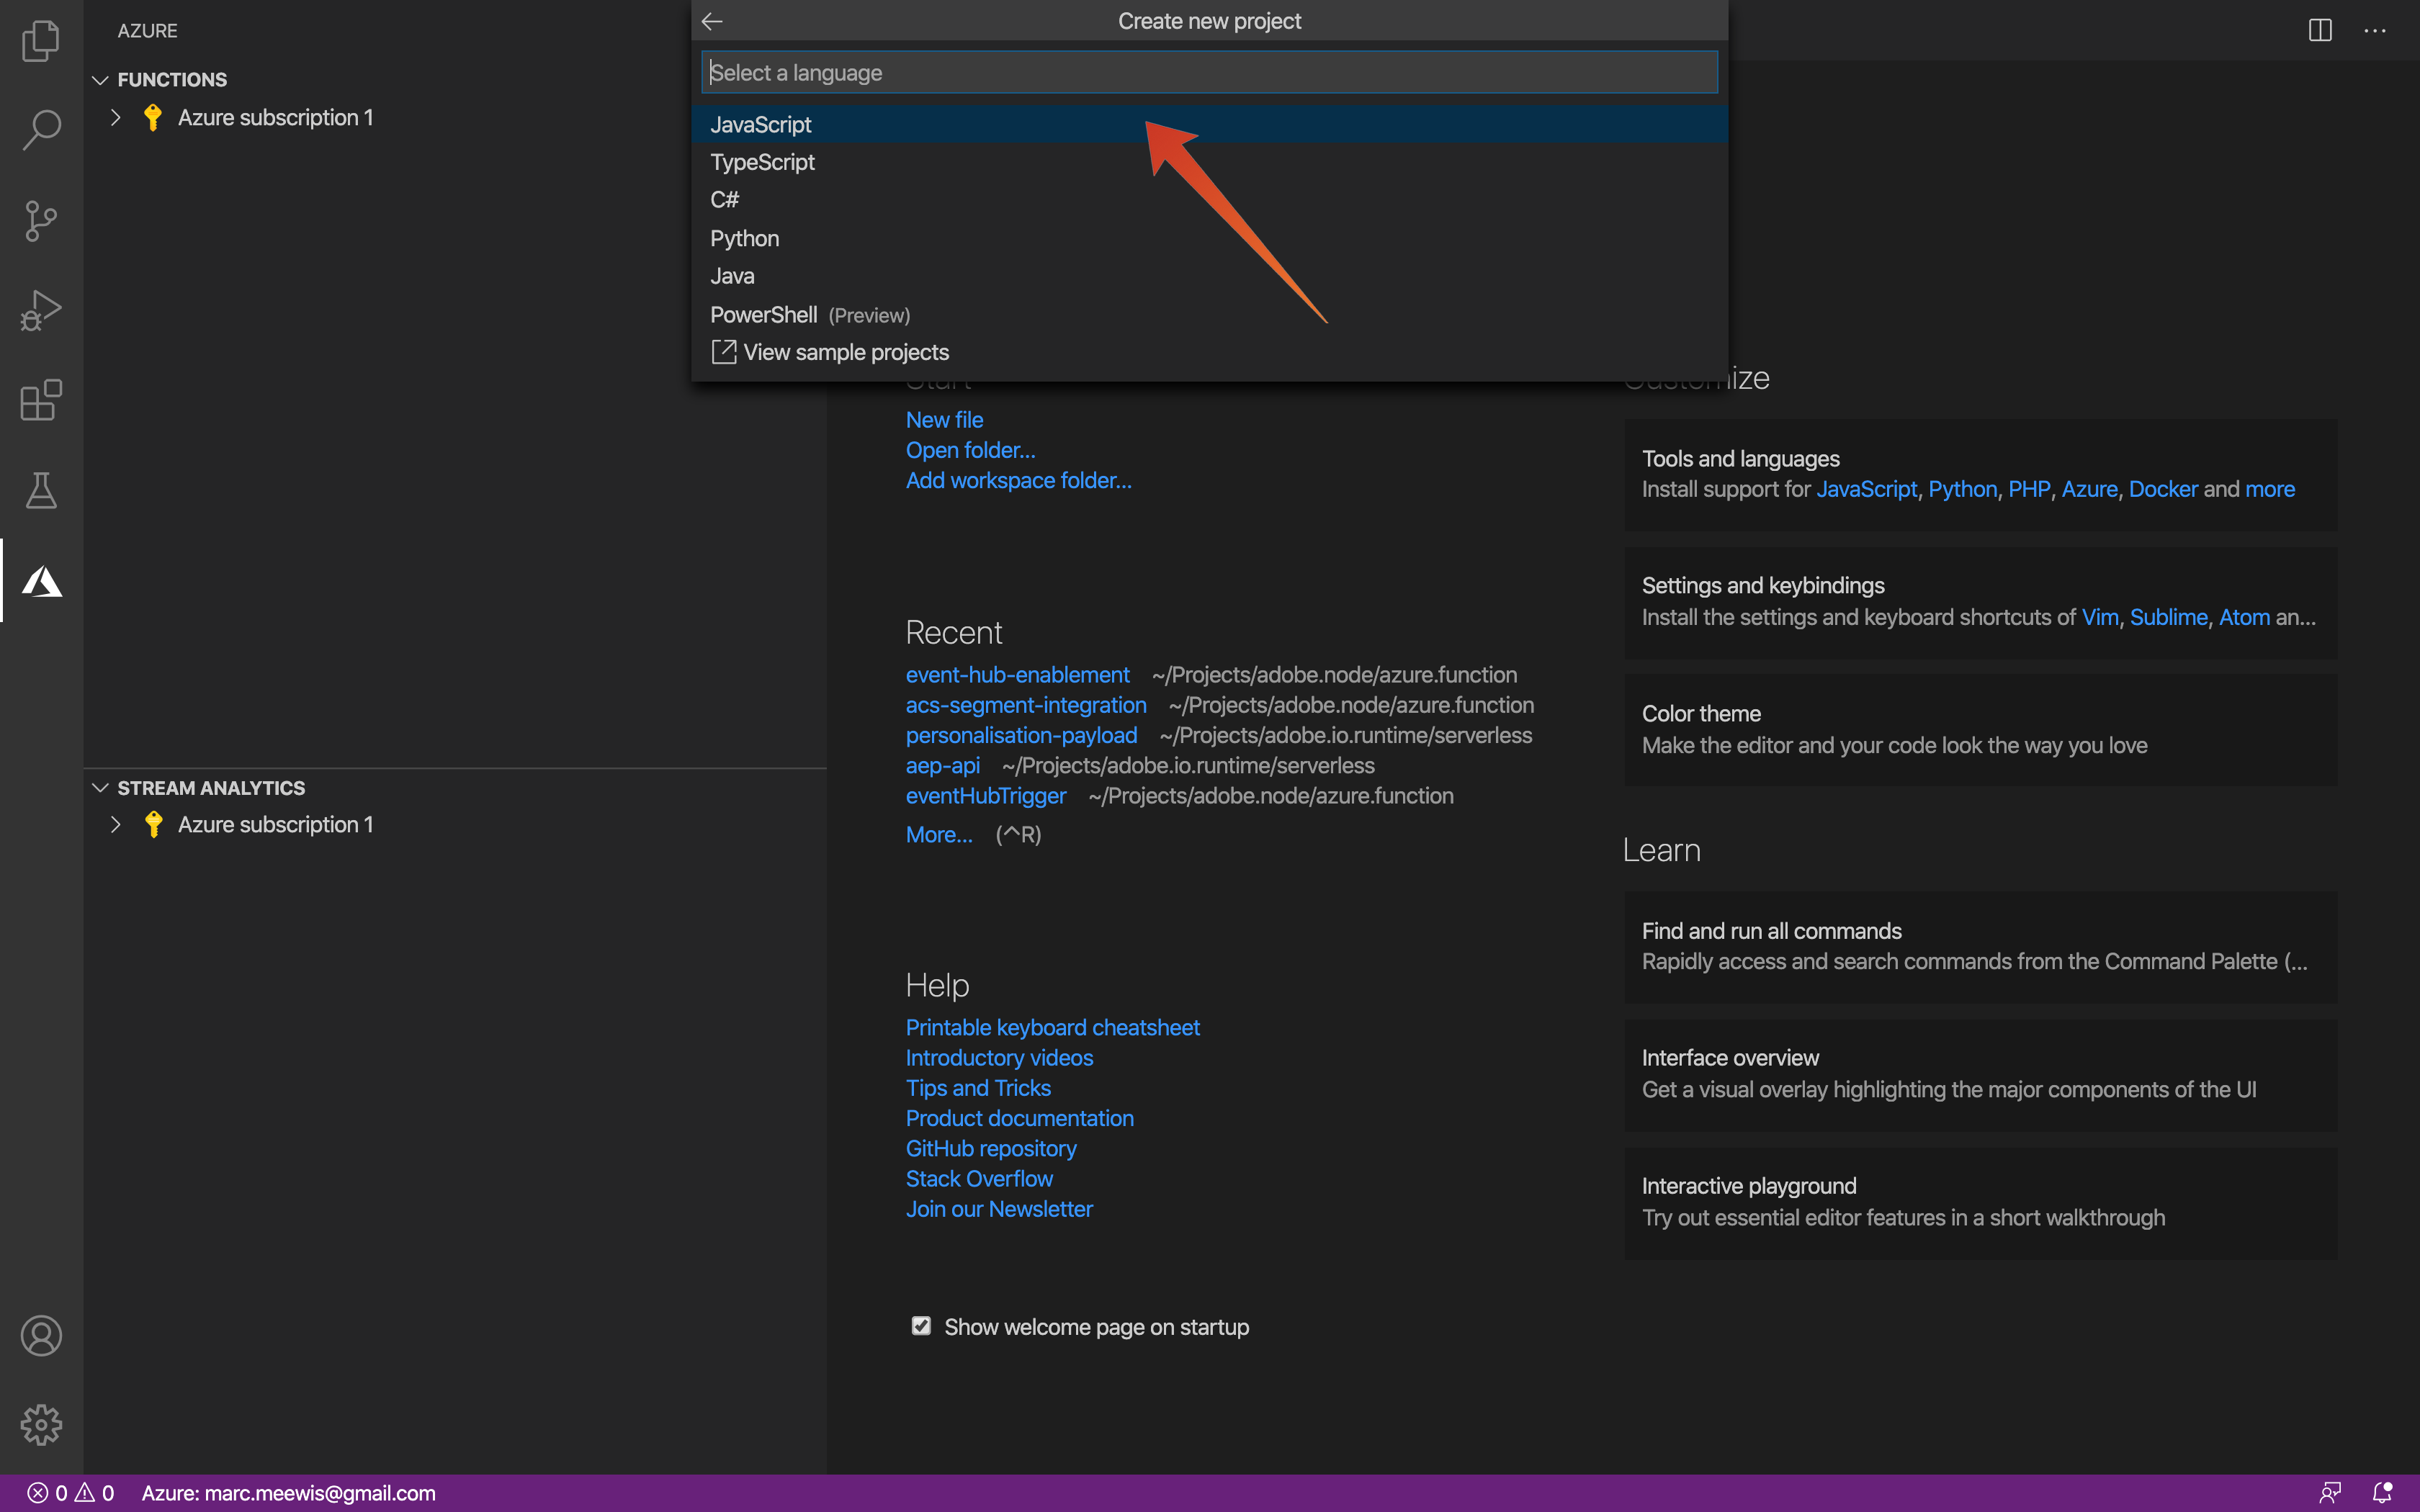 AZURE
FUNCTIONS
Azure subscription 1
STREAM ANALYTICS
Azure subscription 1
Create new project
Select a language
JavaScript
TypeScript
C#
Python
Java
PowerShell (Preview)
View sample projects
Start
New file
Open folder...
Add workspace folder...
Recent
event-hub-enablement ~/Projects/adobe.node/azure.function
acs-segment-integration ~/Projects/adobe.node/azure.function
personalisation-payload ~/Projects/adobe.io.runtime/serverless
aep-api ~/Projects/adobe.io.runtime/serverless
eventHubTrigger ~/Projects/adobe.node/azure.function
More... (^R)
Help
Printable keyboard cheatsheet
Introductory videos
Tips and Tricks
Product documentation
GitHub repository
Stack Overflow
Join our Newsletter
Show welcome page on startup
Customize
Tools and languages
Install support for JavaScript, Python, PHP, Azure, Docker and more
Settings and keybindings
Install the settings and keyboard shortcuts of Vim, Sublime, Atom an...
Color theme
Make the editor and your code look the way you love
Learn
Find and run all commands
Rapidly access and search commands from the Command Palette (...
Interface overview
Get a visual overlay highlighting the major components of the UI
Interactive playground
Try out essential editor features in a short walkthrough
0 0 Azure: marc.meewis@gmail.com